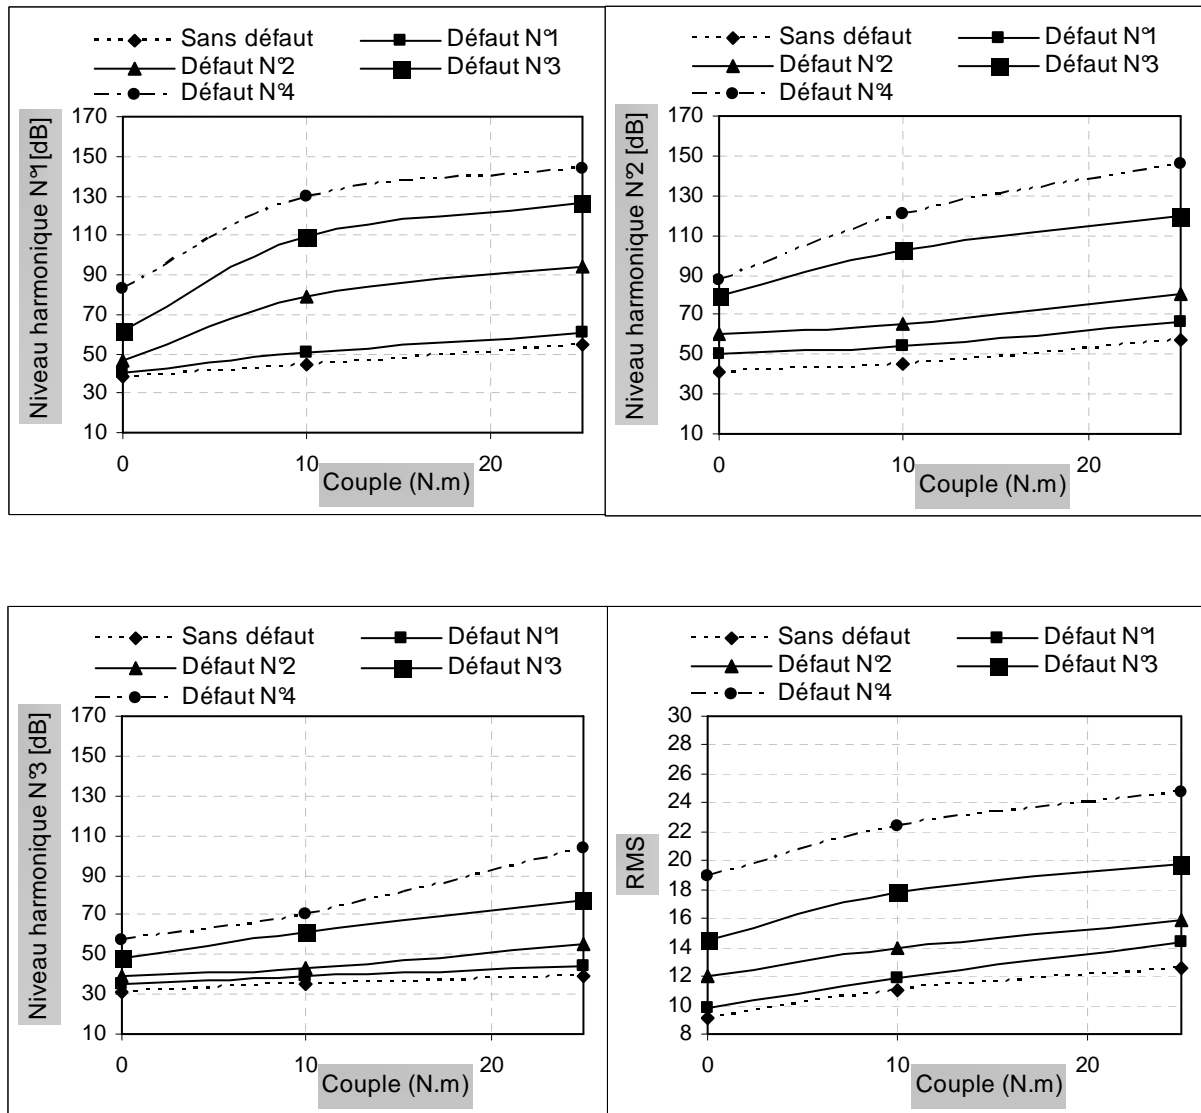 Sans défaut
Défaut N°1
Défaut N°2
Défaut N°3
Défaut N°4
Niveau harmonique N°1[dB]
170
150
130
110
90
70
50
30
10
0
10
20
Couple (N.m)
Sans défaut
Défaut N°1
Défaut N°2
Défaut N°3
Défaut N°4
Niveau harmonique N°2 [dB]
170
150
130
110
90
70
50
30
10
0
10
20
Couple (N.m)
Sans défaut
Défaut N°1
Défaut N°2
Défaut N°3
Défaut N°4
Niveau harmonique N°3 [dB]
170
150
130
110
90
70
50
30
10
0
10
20
Couple (N.m)
Sans défaut
Défaut N°1
Défaut N°2
Défaut N°3
Défaut N°4
RMS
30
28
26
24
22
20
18
16
14
12
10
8
0
10
20
Couple (N.m)